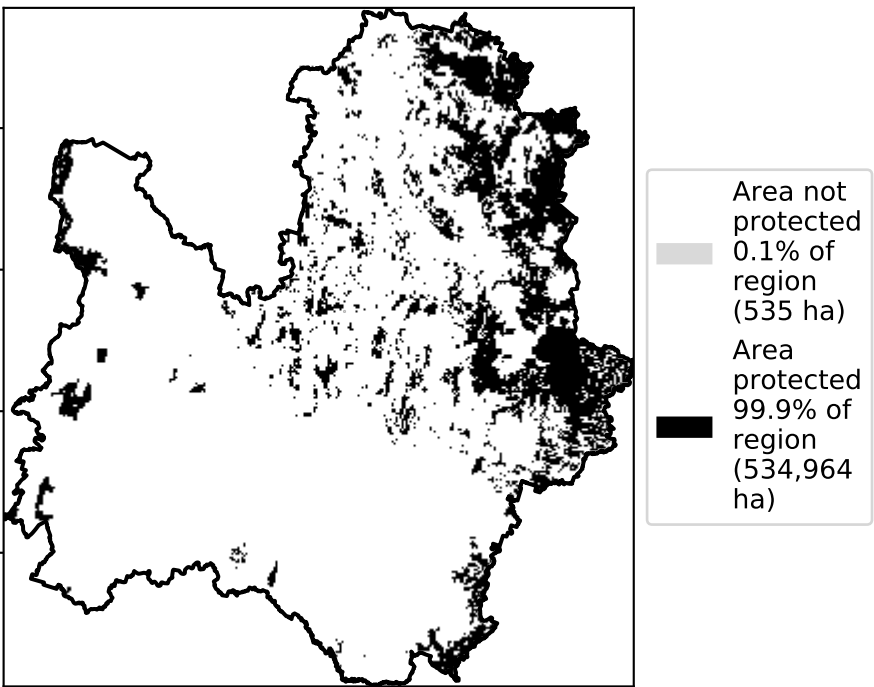 Area not
protected
0.1% of
region
(535 ha)
Area
protected
99.9% of
region
(534,964
ha)